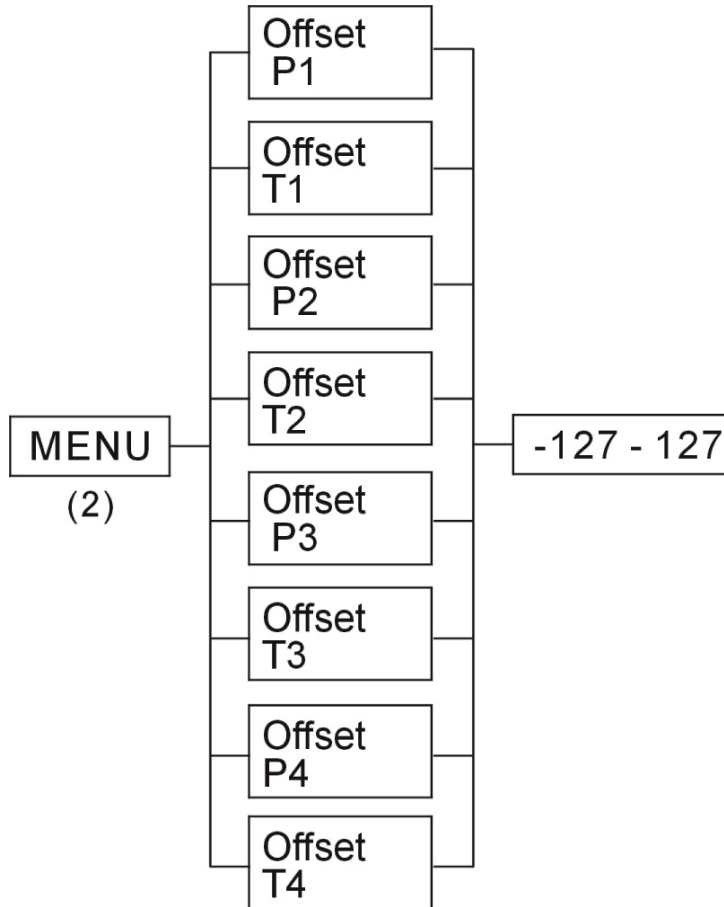 Offset
P1
Offset
T1
Offset
P2
Offset
T2
MENU
(2)
-127 - 127
Offset
P3
Offset
T3
Offset
P4
Offset
T4